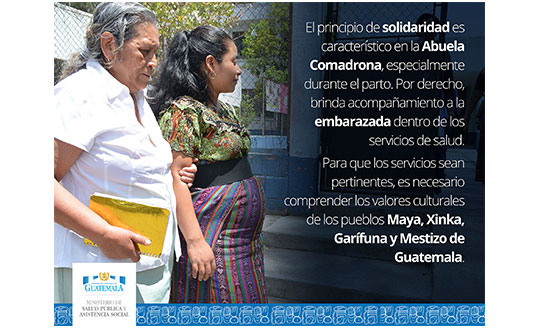 El principio de solidaridad es
característico en la Abuela
Comadrona, especialmente
durante el parto. Por derecho,
brinda acompañamiento a la
embarazada dentro de los
servicios de salud.
Para que los servicios sean
pertinentes, es necesario
comprender los valores culturales
de los pueblos Maya, Xinka,
Garífuna y Mestizo de
Guatemala.
GUATEMALA
MINISTERIO DE
SALUD PÚBLICA Y
ASISTENCIA SOCIAL